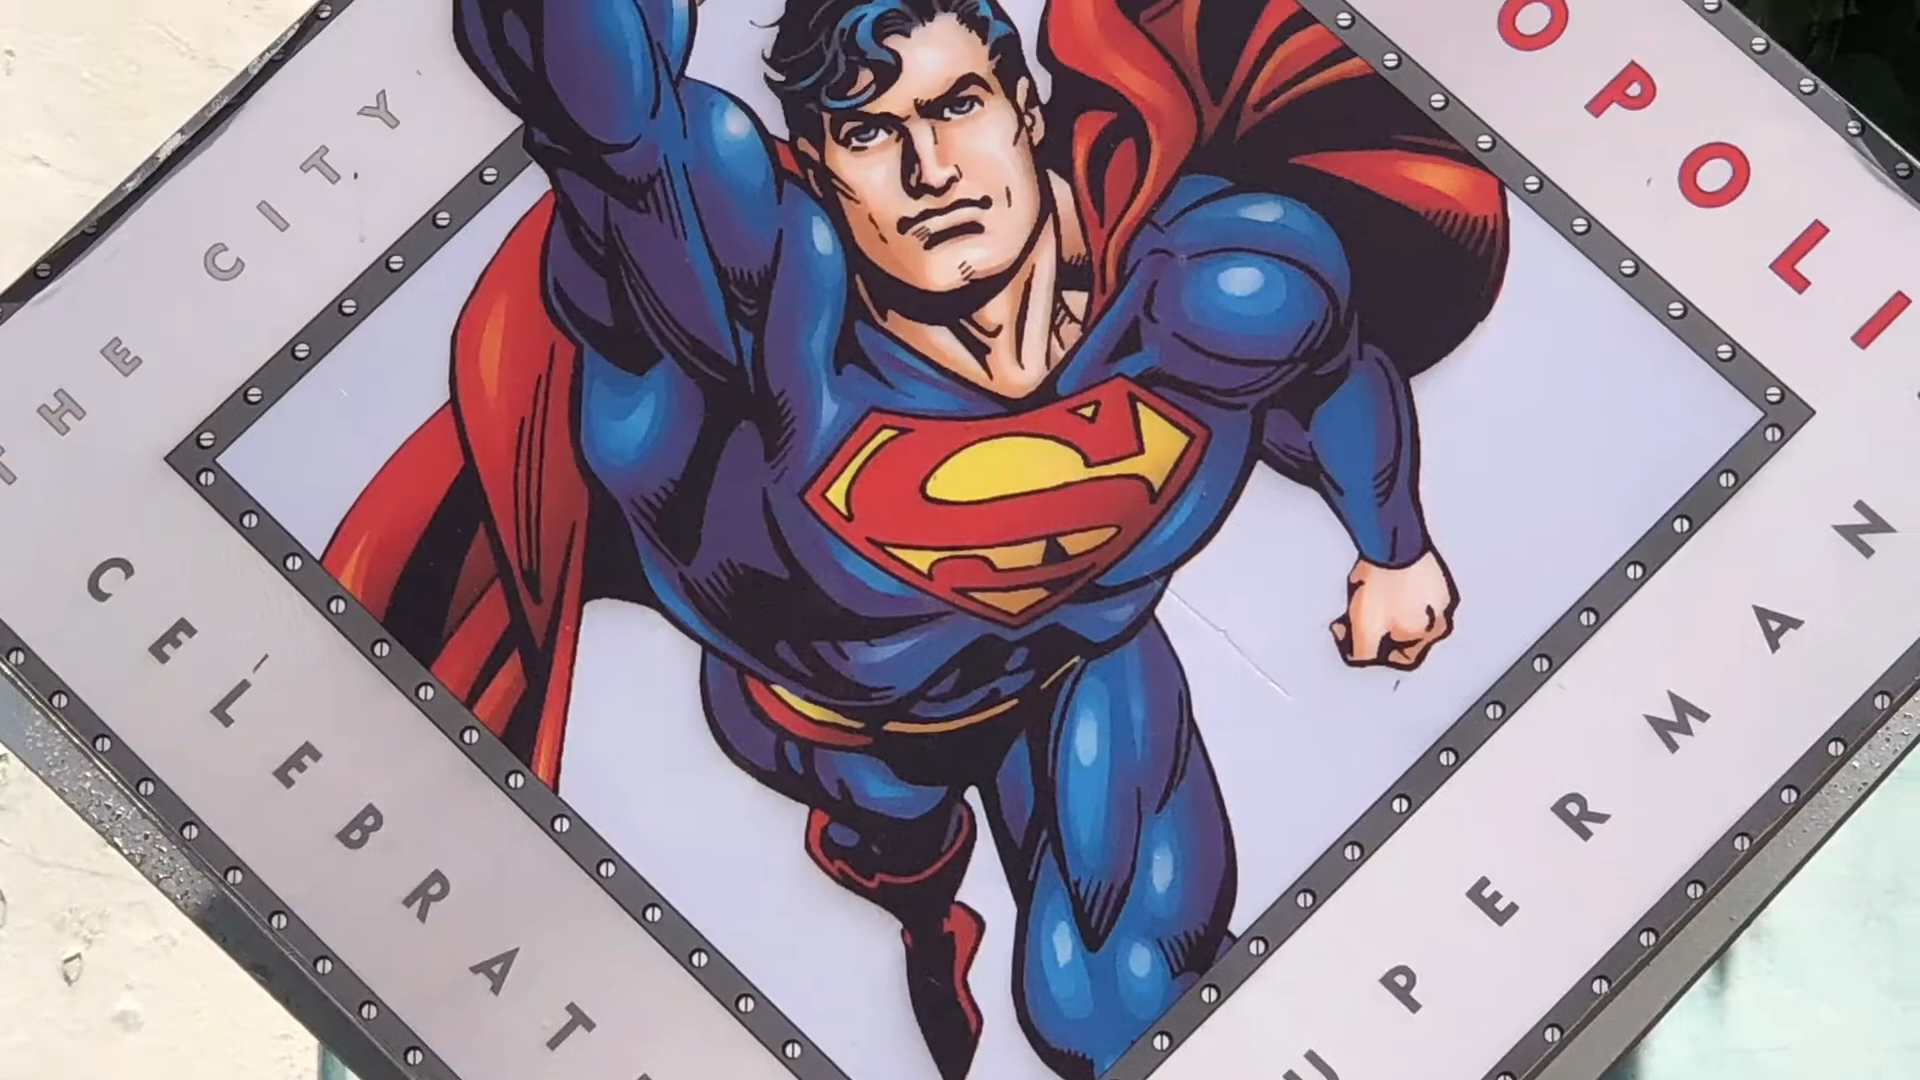 THE CITY
OPOLI
CELEBRAT
UPERMAN
S